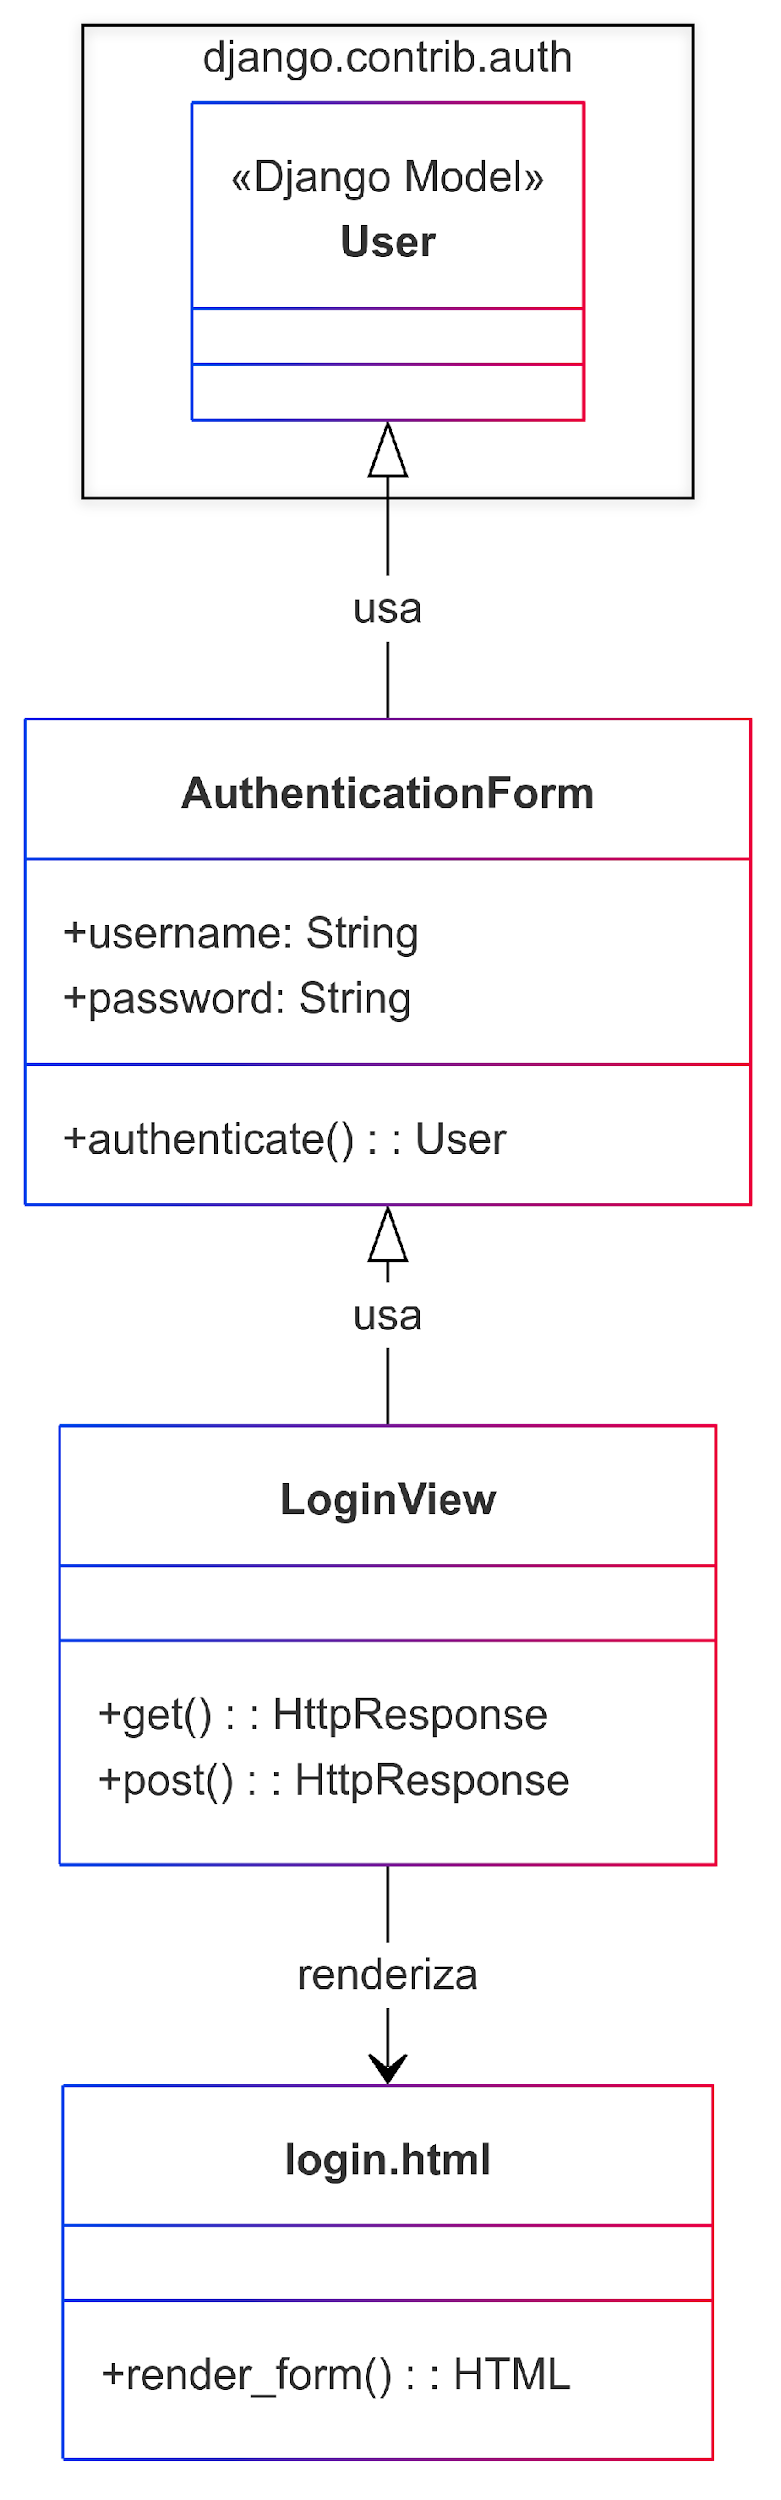 django.contrib.auth
«Django Model»
User
usa
AuthenticationForm
+username: String
+password: String
+authenticate() : : User
usa
LoginView
+get() : : HttpResponse
+post() : : HttpResponse
renderiza
login.html
+render_form() : : HTML